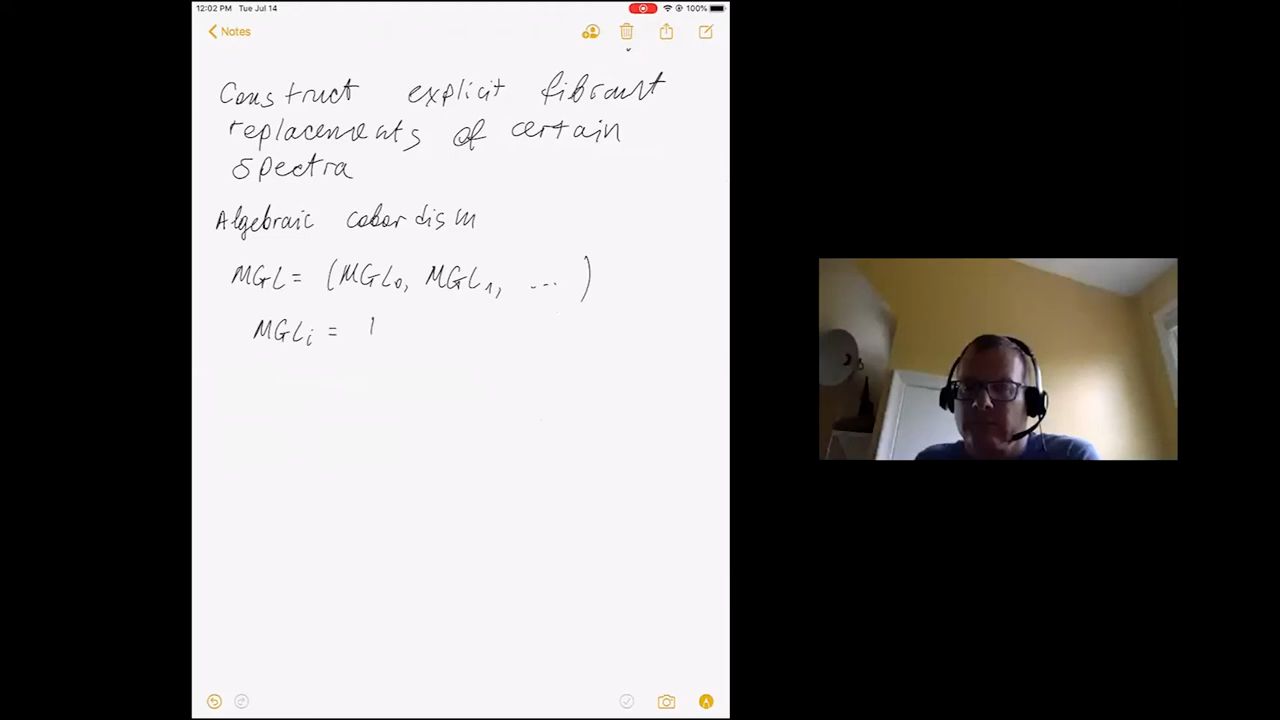 12:02 PM Tue Jul 14 100%
Notes
Construct explicit fibrant
replacements of certain
spectra
Algebraic cobordism
MGL = (MGL₀, MGL₁, ... )
MGLᵢ =